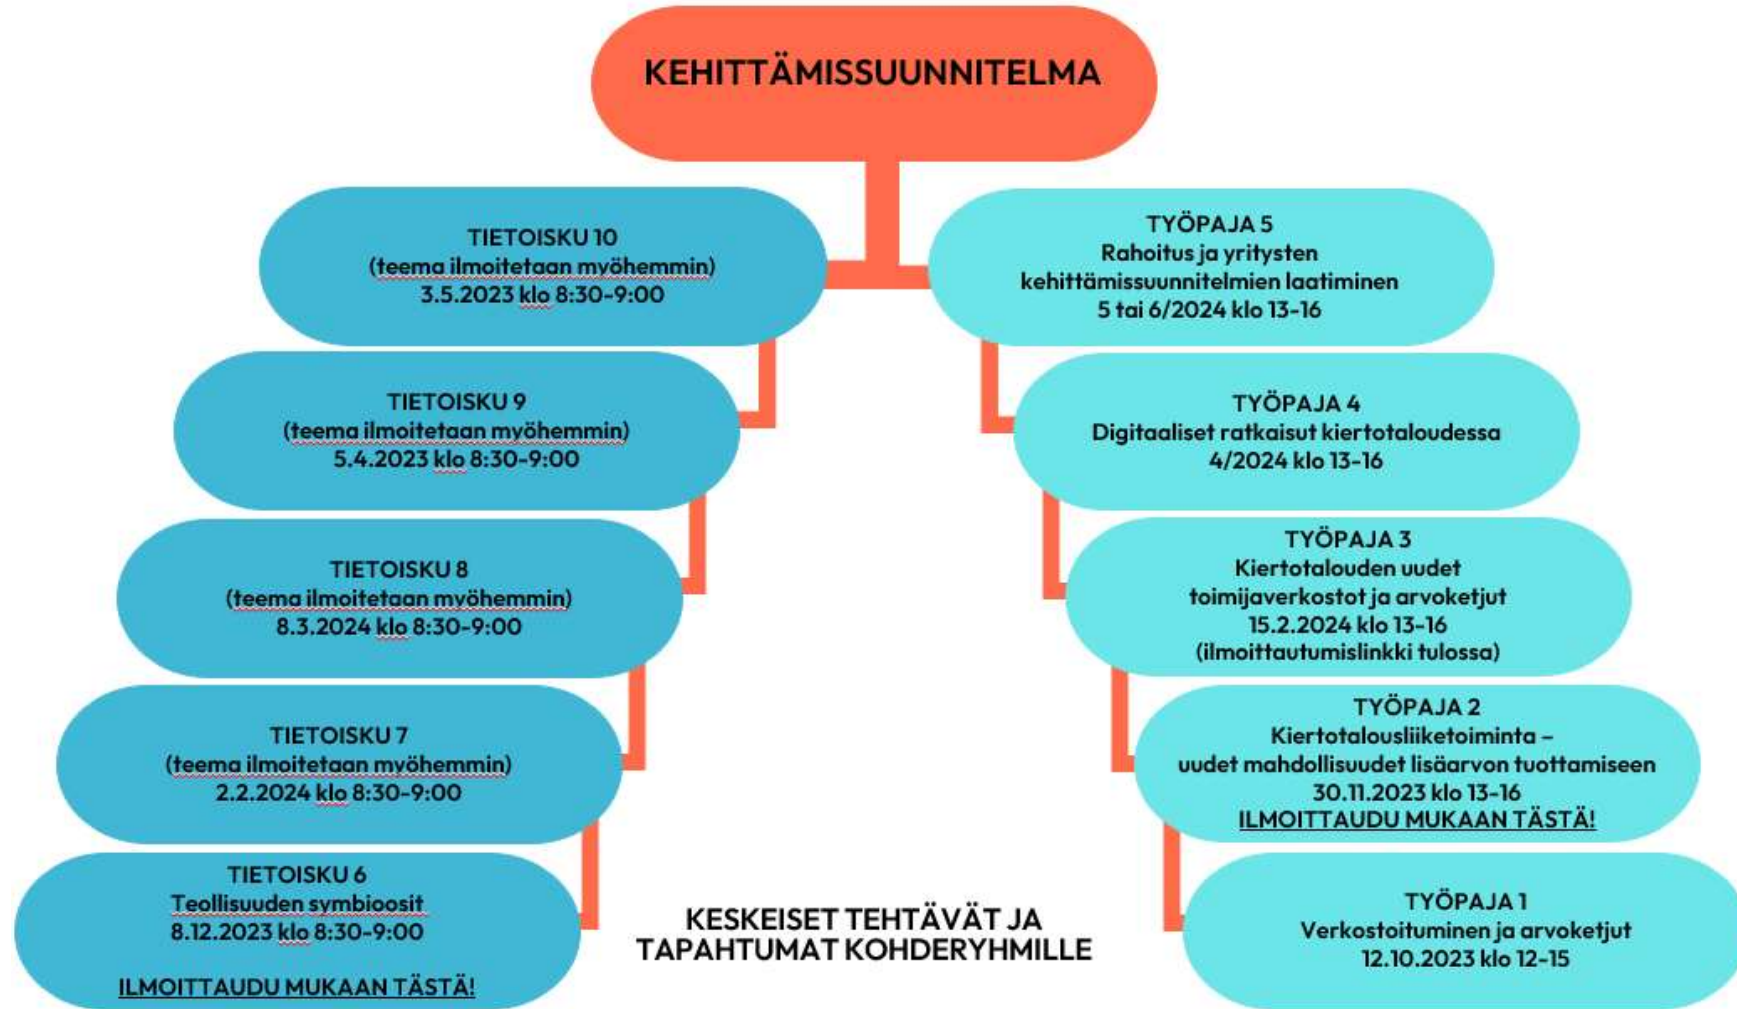 KEHITTÄMISSUUNNITELMA
TIETOISKU 10
(teema ilmoitetaan myöhemmin)
3.5.2023 klo 8:30-9:00
TIETOISKU 9
(teema ilmoitetaan myöhemmin)
5.4.2023 klo 8:30-9:00
TIETOISKU 8
(teema ilmoitetaan myöhemmin)
8.3.2024 klo 8:30-9:00
TIETOISKU 7
(teema ilmoitetaan myöhemmin)
2.2.2024 klo 8:30-9:00
TIETOISKU 6
Teollisuuden symbioosit
8.12.2023 klo 8:30-9:00
ILMOITTAUDU MUKAAN TÄSTÄ!
TYÖPAJA 5
Rahoitus ja yritysten
kehittämissuunnitelmien laatiminen
5 tai 6/2024 klo 13-16
TYÖPAJA 4
Digitaaliset ratkaisut kiertotaloudessa
4/2024 klo 13-16
TYÖPAJA 3
Kiertotalouden uudet
toimijaverkostot ja arvoketjut
15.2.2024 klo 13-16
(ilmoittautumislinkki tulossa)
TYÖPAJA 2
Kiertotalousliiketoiminta –
uudet mahdollisuudet lisäarvon tuottamiseen
30.11.2023 klo 13-16
ILMOITTAUDU MUKAAN TÄSTÄ!
TYÖPAJA 1
Verkostoituminen ja arvoketjut
12.10.2023 klo 12-15
KESKEISET TEHTÄVÄT JA
TAPAHTUMAT KOHDERYHMILLE